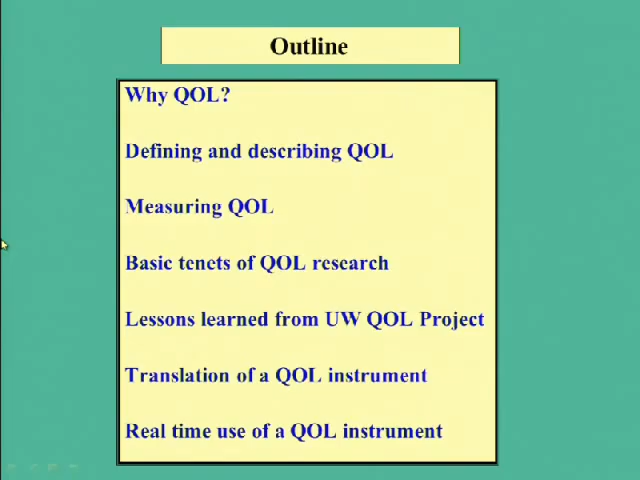 Outline
Why QOL?
Defining and describing QOL
Measuring QOL
Basic tenets of QOL research
Lessons learned from UW QOL Project
Translation of a QOL instrument
Real time use of a QOL instrument